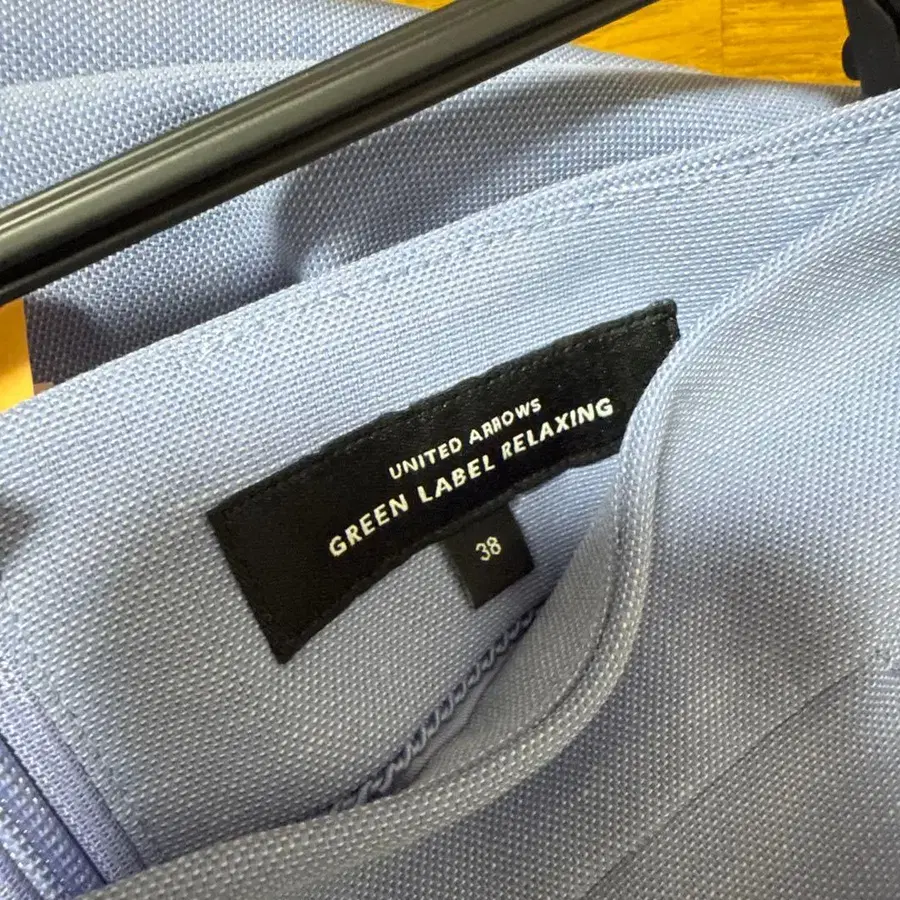 UNITED ARROWS
GREEN LABEL RELAXING
38